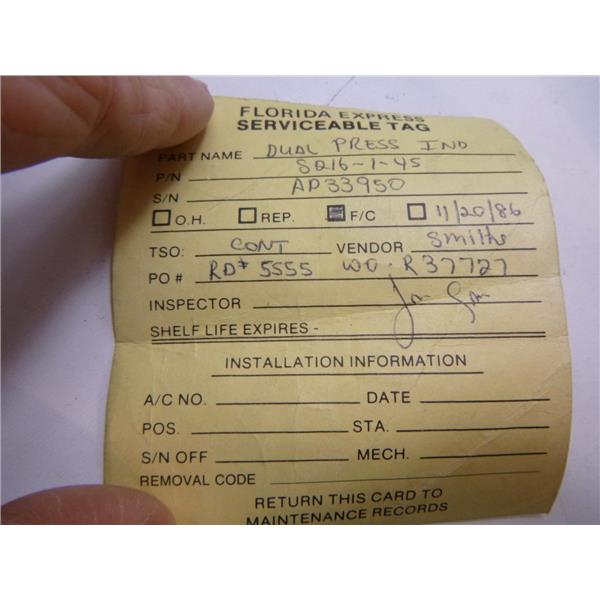 FLORIDA EXPRESS
SERVICEABLE TAG
PART NAME DUAL PRESS IND
P/N S216-1-45
S/N AP33950
O.H. REP. F/C 11/20/86
TSO: CONT VENDOR Smiths
PO # RD# 5555 WO. R37727
INSPECTOR
SHELF LIFE EXPIRES -
INSTALLATION INFORMATION
A/C NO. DATE
POS. STA.
S/N OFF MECH.
REMOVAL CODE
RETURN THIS CARD TO
MAINTENANCE RECORDS